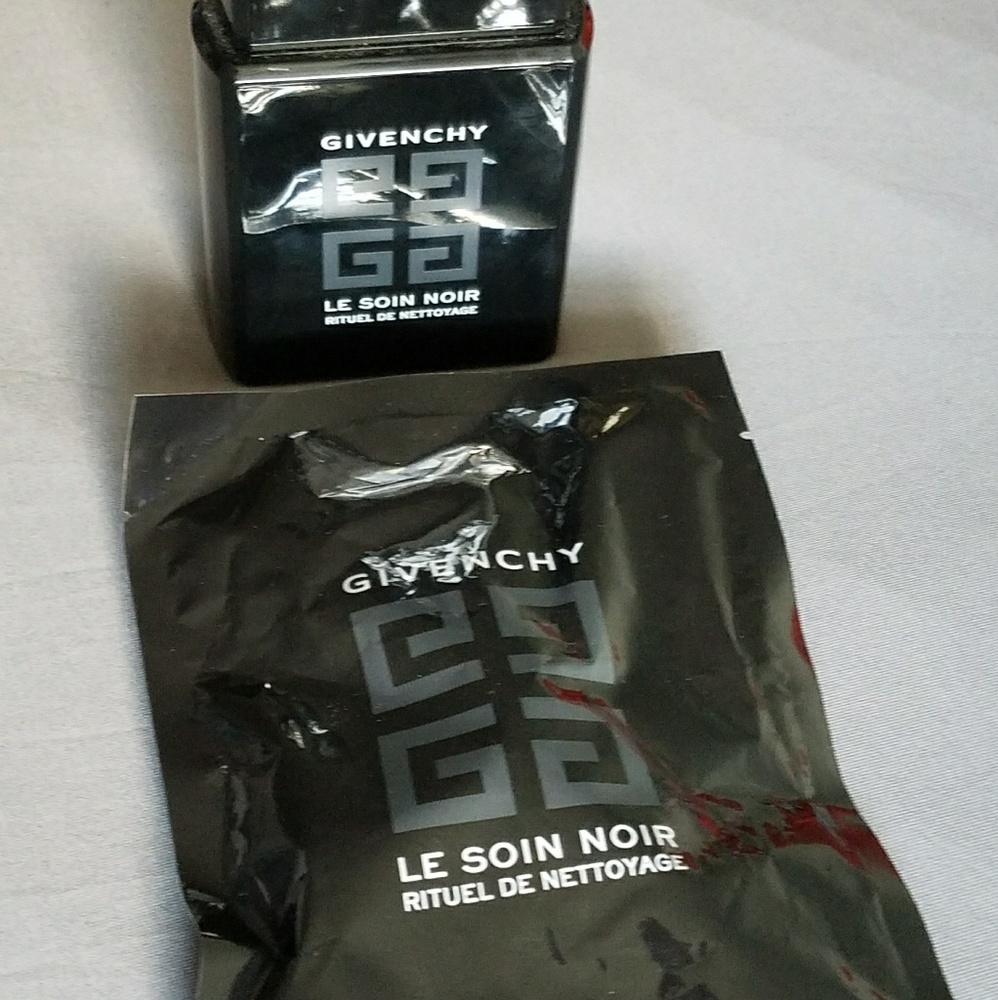 GIVENCHY
LE SOIN NOIR
RITUEL DE NETTOYAGE
GIVENCHY
LE SOIN NOIR
RITUEL DE NETTOYAGE